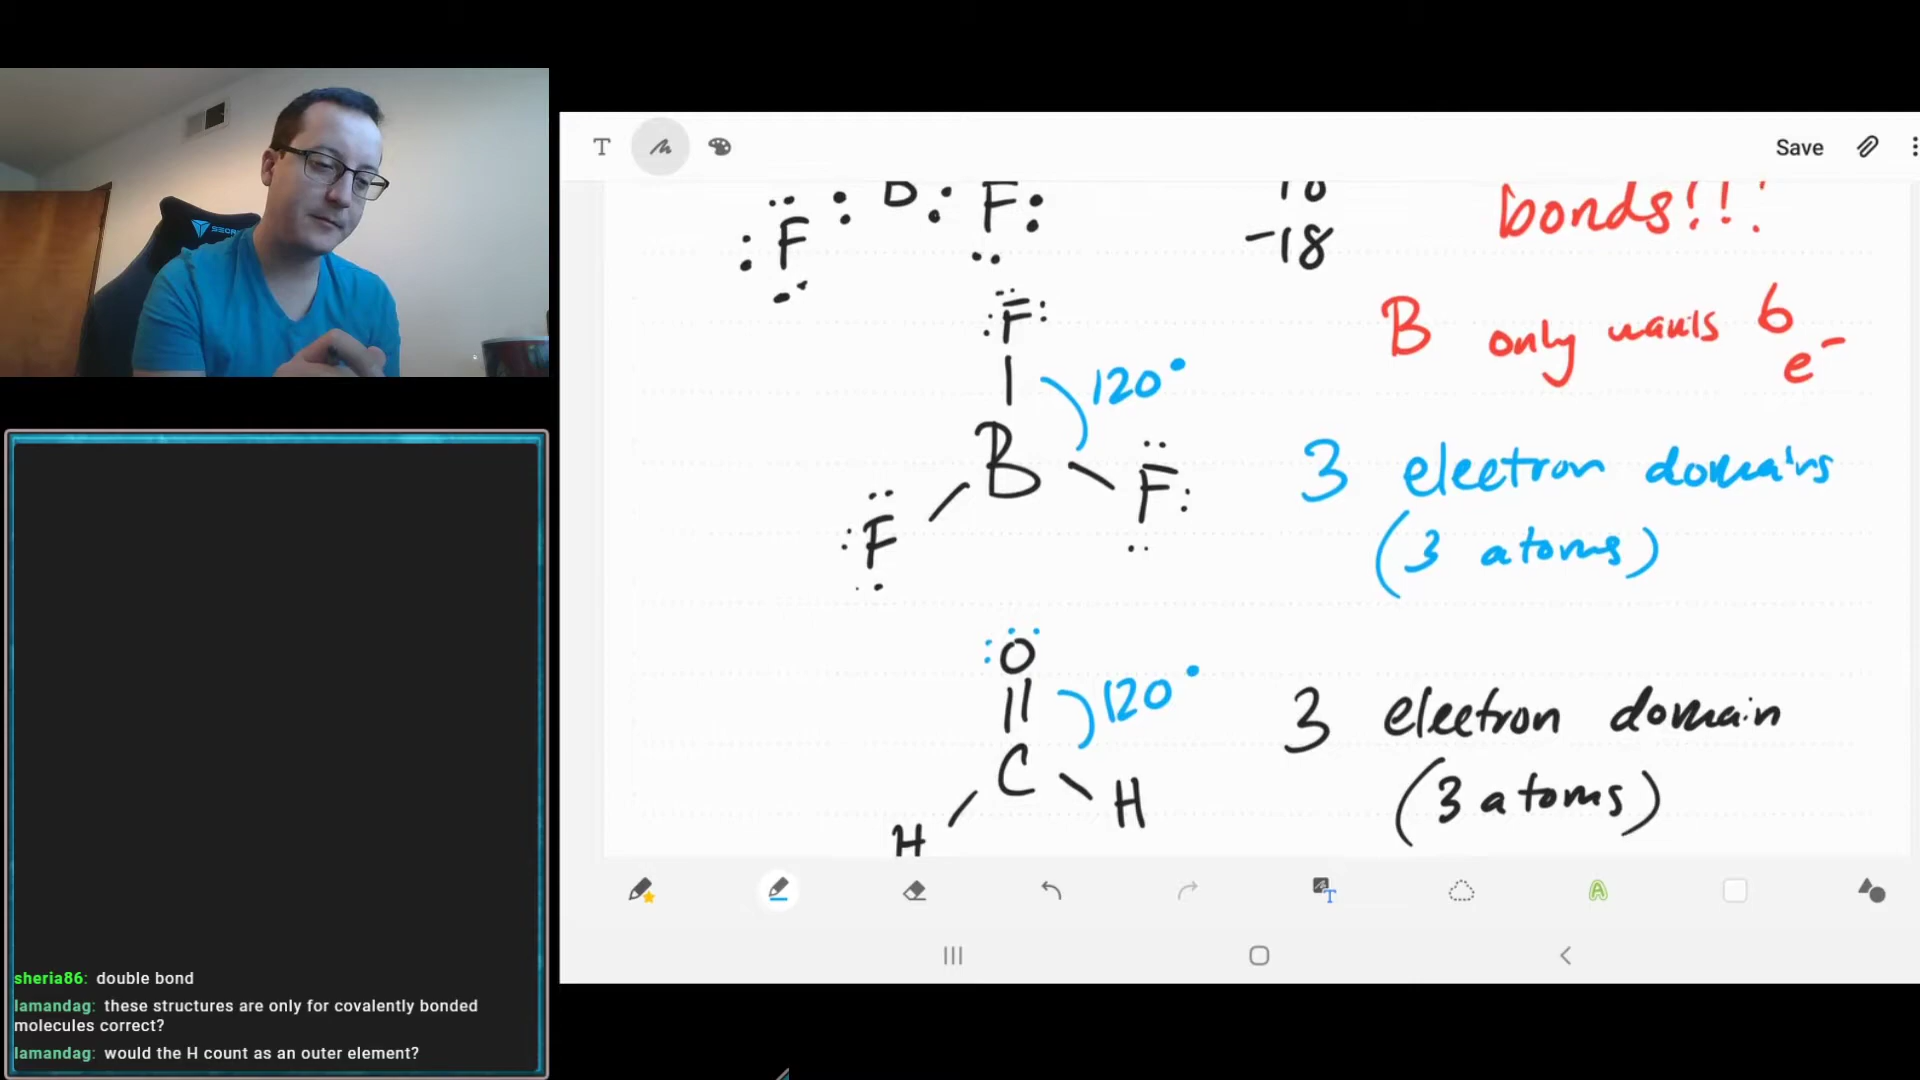 T
Save
B F
F
18
-18
bonds!!!
F
B only wants 6
e⁻
120°
B
F
F
3 electron domains
(3 atoms)
O
120°
C
H
H
3 electron domain
(3 atoms)
T
A
sheria86: double bond
lamandag: these structures are only for covalently bonded
molecules correct?
lamandag: would the H count as an outer element?